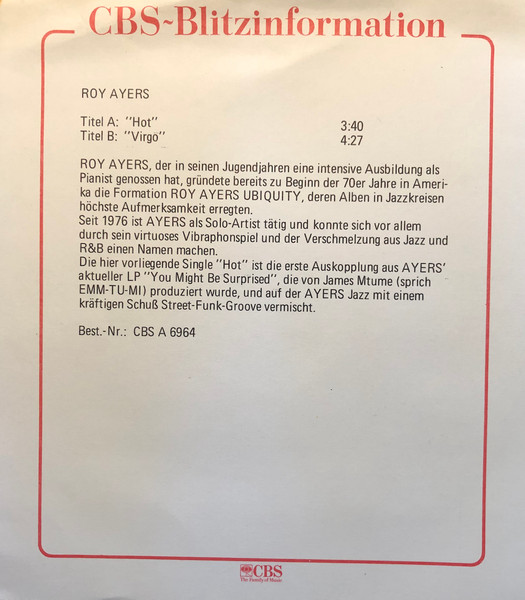 CBS~Blitzinformation
ROY AYERS
Titel A: "Hot" 3:40
Titel B: "Virgo" 4:27
ROY AYERS, der in seinen Jugendjahren eine intensive Ausbildung als
Pianist genossen hat, gründete bereits zu Beginn der 70er Jahre in Ameri-
ka die Formation ROY AYERS UBIQUITY, deren Alben in Jazzkreisen
höchste Aufmerksamkeit erregten.
Seit 1976 ist AYERS als Solo-Artist tätig und konnte sich vor allem
durch sein virtuoses Vibraphonspiel und der Verschmelzung aus Jazz und
R&B einen Namen machen.
Die hier vorliegende Single "Hot" ist die erste Auskopplung aus AYERS'
aktueller LP "You Might Be Surprised", die von James Mtume (sprich
EMM-TU-MI) produziert wurde, und auf der AYERS Jazz mit einem
kräftigen Schuß Street-Funk-Groove vermischt.
Best.-Nr.: CBS A 6964
CBS
The Family of Music